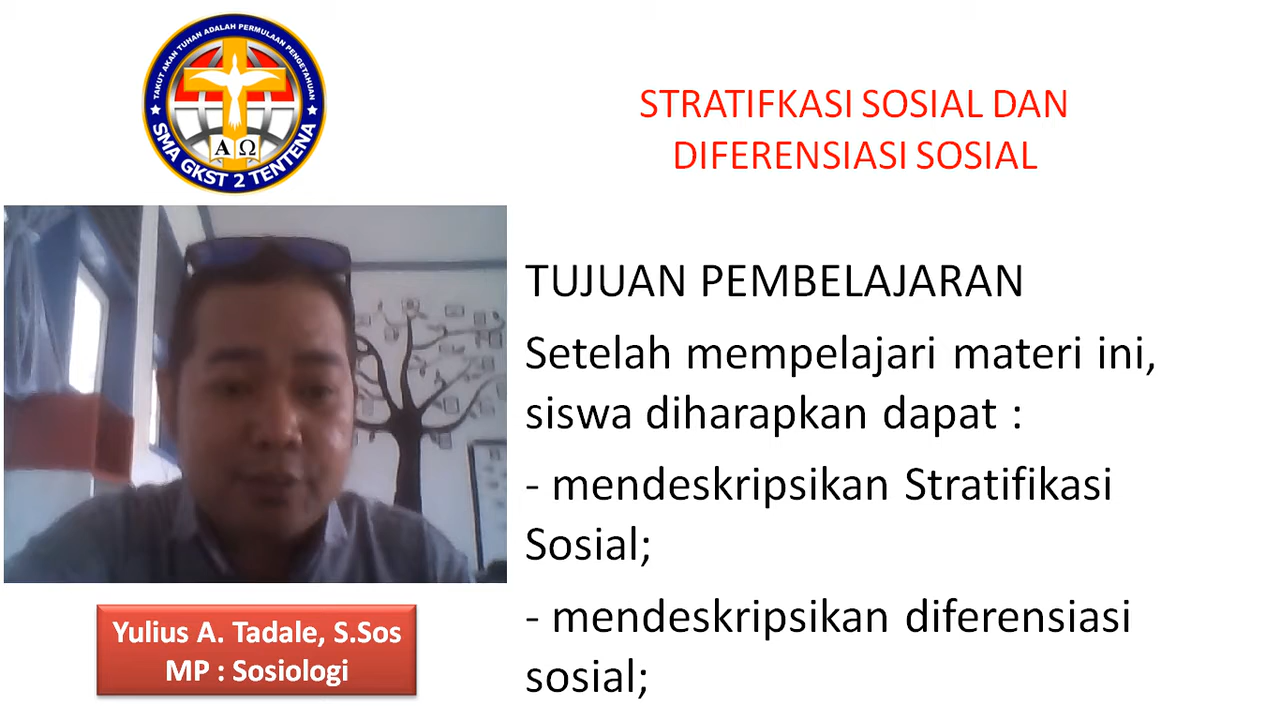 TAKUT AKAN TUHAN ADALAH PERMULAAN PENGETAHUAN
A Ω
SMA GKST 2 TENTENA
STRATIFKASI SOSIAL DAN
DIFERENSIASI SOSIAL
TUJUAN PEMBELAJARAN
Setelah mempelajari materi ini,
siswa diharapkan dapat :
- mendeskripsikan Stratifikasi
Sosial;
- mendeskripsikan diferensiasi
sosial;
Yulius A. Tadale, S.Sos
MP : Sosiologi